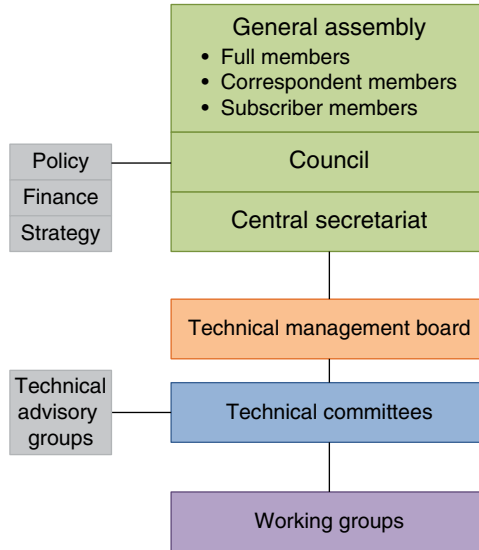 General assembly
• Full members
• Correspondent members
• Subscriber members
Policy
Finance
Strategy
Council
Central secretariat
Technical management board
Technical
advisory
groups
Technical committees
Working groups